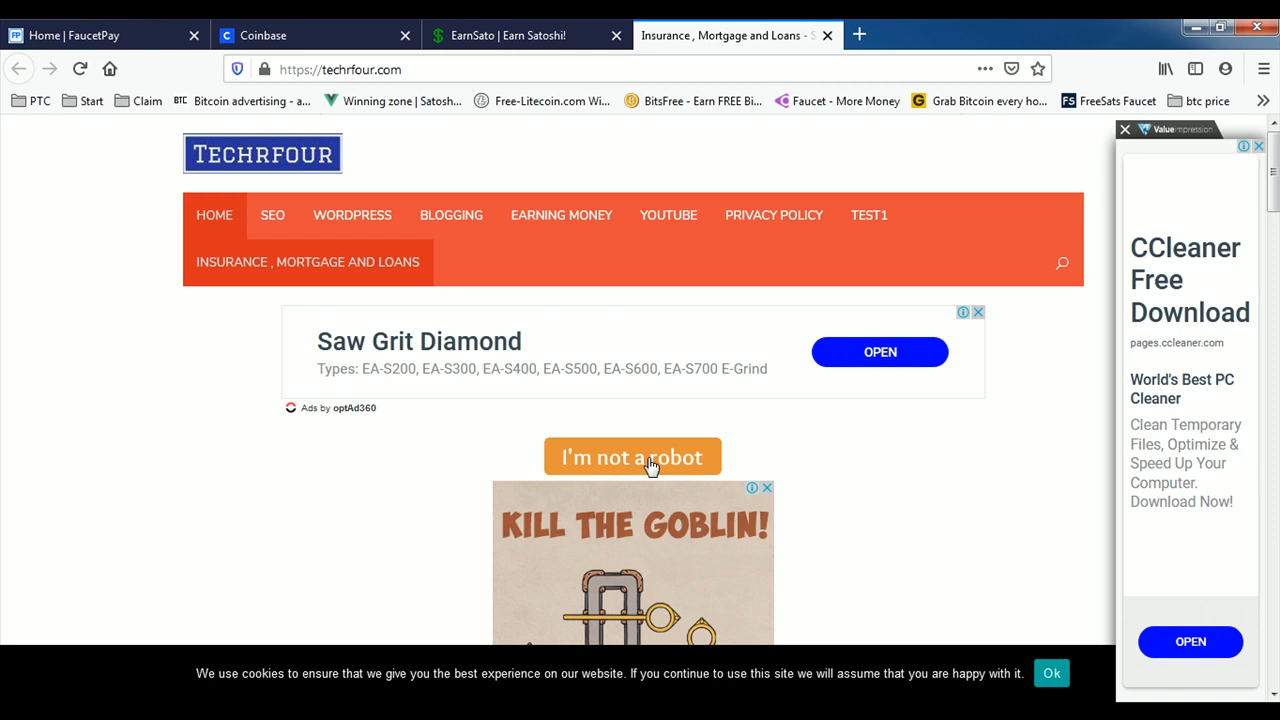 Home | FaucetPay
Coinbase
EarnSato | Earn Satoshi!
Insurance , Mortgage and Loans - S
https://techrfour.com
PTC
Start
Claim
BTC Bitcoin advertising - a...
Winning zone | Satosh...
Free-Litecoin.com Wi...
BitsFree - Earn FREE Bi...
Faucet - More Money
G Grab Bitcoin every ho...
FS FreeSats Faucet
btc price
TECHRFOUR
HOME
SEO
WORDPRESS
BLOGGING
EARNING MONEY
YOUTUBE
PRIVACY POLICY
TEST1
INSURANCE , MORTGAGE AND LOANS
Saw Grit Diamond
Types: EA-S200, EA-S300, EA-S400, EA-S500, EA-S600, EA-S700 E-Grind
OPEN
Ads by optAd360
I'm not a robot
KILL THE GOBLIN!
Valueimpression
CCleaner
Free
Download
pages.ccleaner.com
World's Best PC
Cleaner
Clean Temporary
Files, Optimize &
Speed Up Your
Computer.
Download Now!
OPEN
We use cookies to ensure that we give you the best experience on our website. If you continue to use this site we will assume that you are happy with it.
Ok